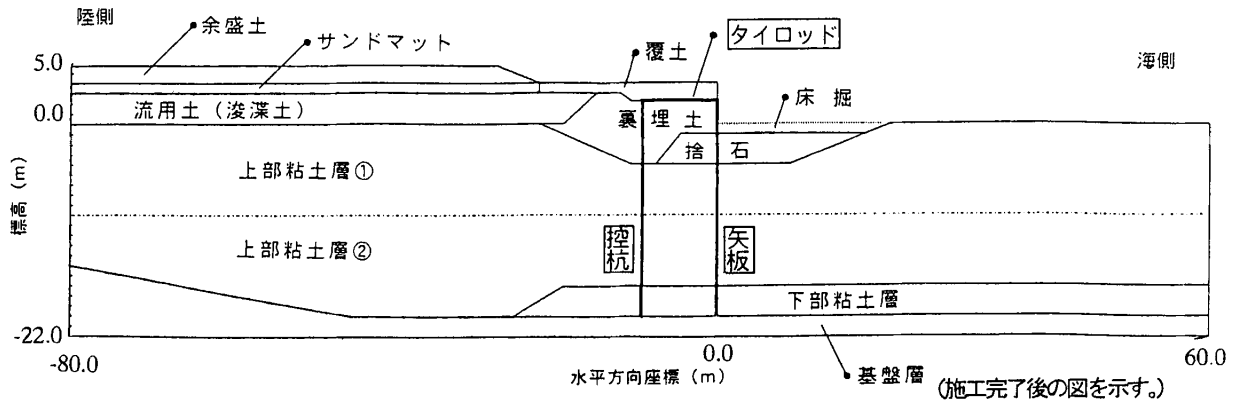 陸側
余盛土
サンドマット
覆土
タイロッド
海側
5.0
0.0
流用土(浚渫土)
裏埋土
床掘
捨石
上部粘土層①
標高(m)
上部粘土層②
控杭
矢板
下部粘土層
-22.0
-80.0
0.0
60.0
水平方向座標(m)
基盤層
(施工完了後の図を示す。)